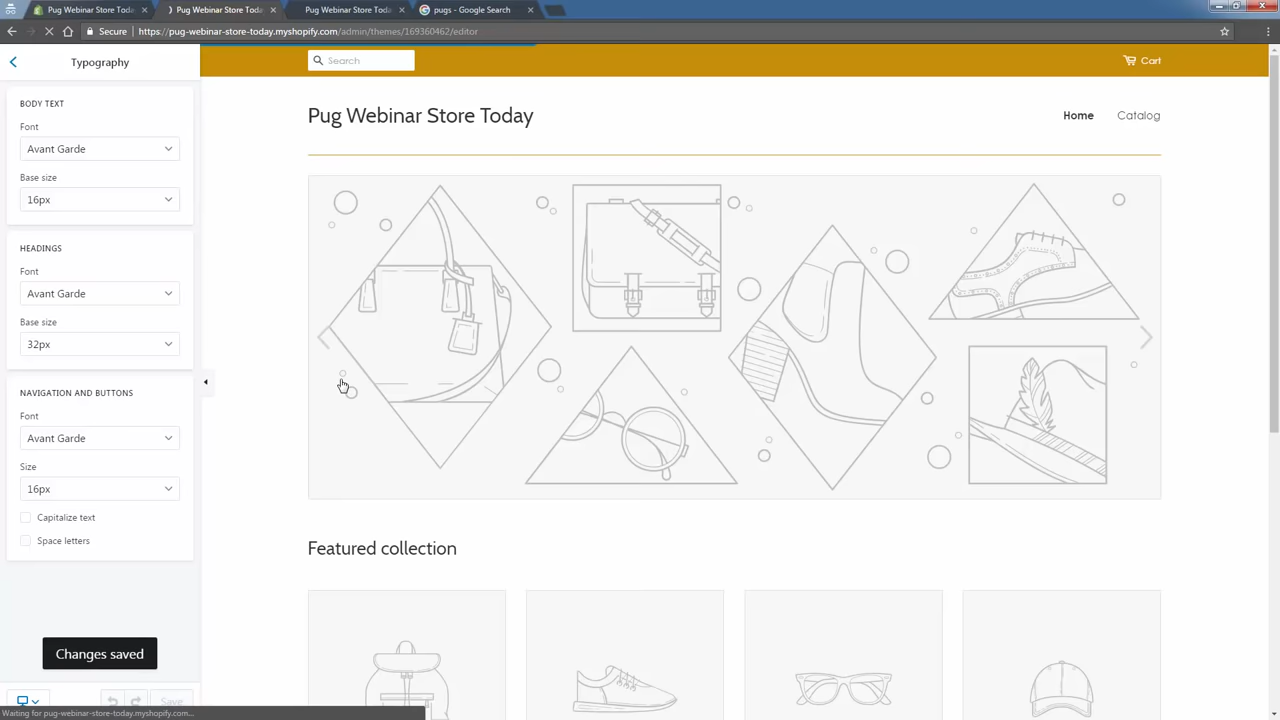 Pug Webinar Store Today
Pug Webinar Store Toda
Pug Webinar Store Toda
pugs - Google Search
Secure
https://pug-webinar-store-today.myshopify.com/admin/themes/169360462/editor
Typography
BODY TEXT
Font
Avant Garde
Base size
16px
HEADINGS
Font
Avant Garde
Base size
32px
NAVIGATION AND BUTTONS
Font
Avant Garde
Size
16px
Capitalize text
Space letters
Changes saved
Save
Waiting for pug-webinar-store-today.myshopify.com...
Search
Cart
Pug Webinar Store Today
Home
Catalog
Featured collection